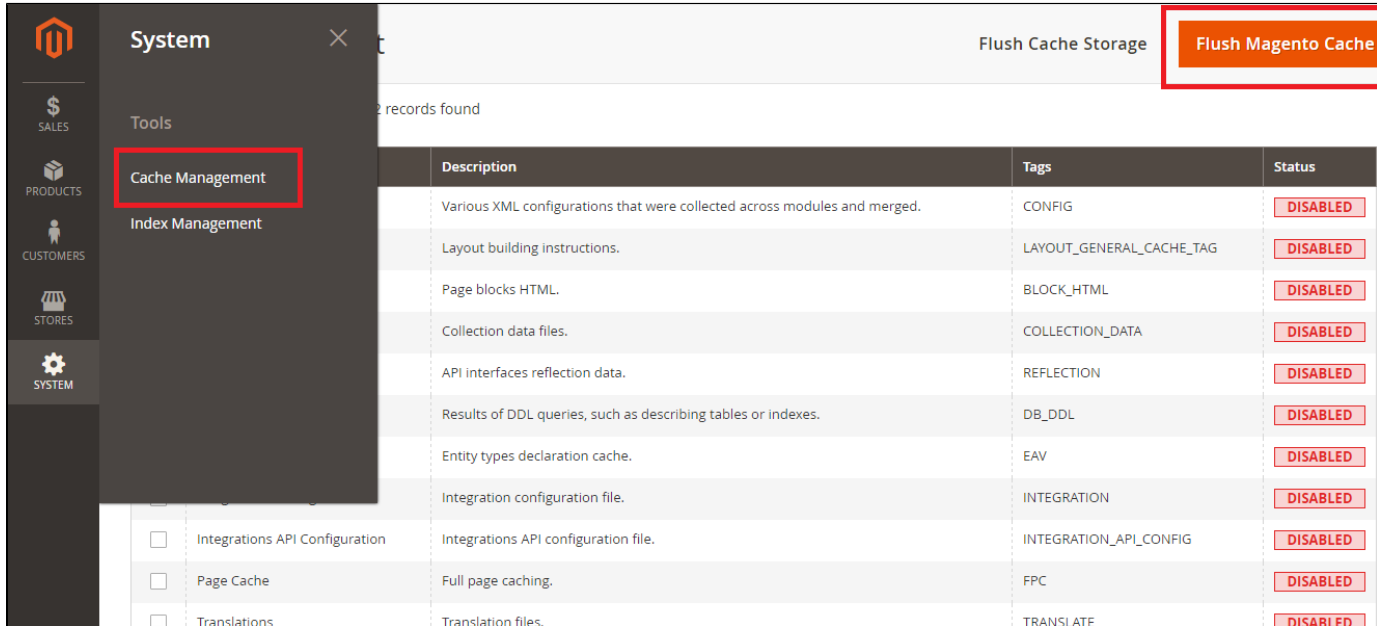 System
t
Flush Cache Storage
Flush Magento Cache
$
SALES
PRODUCTS
CUSTOMERS
STORES
SYSTEM
Tools
Cache Management
Index Management
2 records found
Description Tags Status
Various XML configurations that were collected across modules and merged. CONFIG DISABLED
Layout building instructions. LAYOUT_GENERAL_CACHE_TAG DISABLED
Page blocks HTML. BLOCK_HTML DISABLED
Collection data files. COLLECTION_DATA DISABLED
API interfaces reflection data. REFLECTION DISABLED
Results of DDL queries, such as describing tables or indexes. DB_DDL DISABLED
Entity types declaration cache. EAV DISABLED
Integration configuration file. INTEGRATION DISABLED
Integrations API Configuration Integrations API configuration file. INTEGRATION_API_CONFIG DISABLED
Page Cache Full page caching. FPC DISABLED
Translations Translation files. TRANSLATE DISABLED